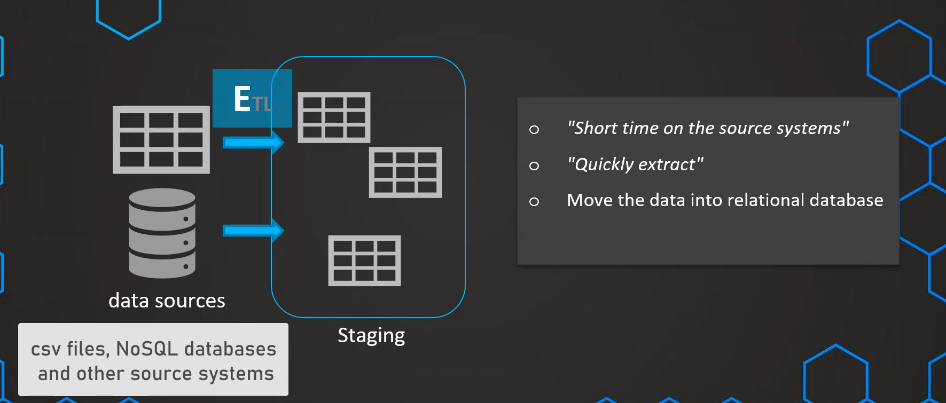 ETL
"Short time on the source systems"
"Quickly extract"
Move the data into relational database
data sources
Staging
csv files, NoSQL databases
and other source systems